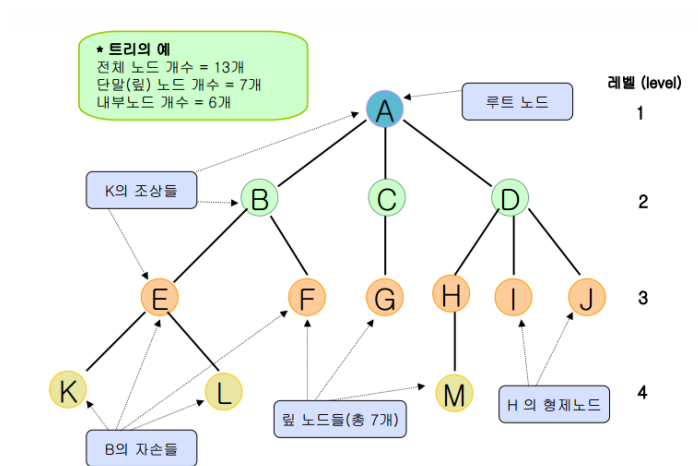 * 트리의 예
전체 노드 개수 = 13개
단말(잎) 노드 개수 = 7개
내부노드 개수 = 6개
레벨 (level)
루트 노드
A
1
K의 조상들
B
C
D
2
E
F
G
H
I
J
3
K
L
M
4
B의 자손들
잎 노드들(총 7개)
H 의 형제노드